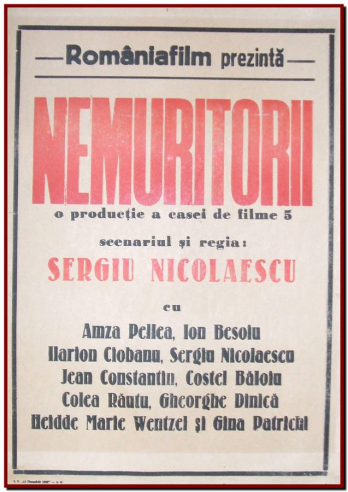 Româniafilm prezintă
NEMURITORII
o producție a casei de filme 5
scenariul și regia:
SERGIU NICOLAESCU
cu
Amza Pellea, Ion Besoiu
Ilarion Ciobanu, Sergiu Nicolaescu
Jean Constantin, Costel Băloiu
Colea Răutu, Gheorghe Dinică
Heidde Marie Wentzel și Gina Patrichi